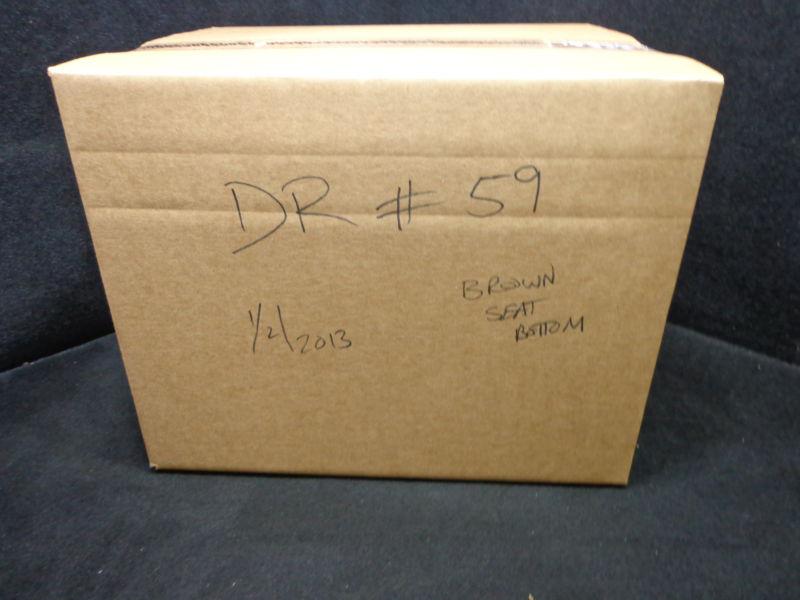 DR # 59
1/2/2013
BROWN
SEAT
BOTTOM